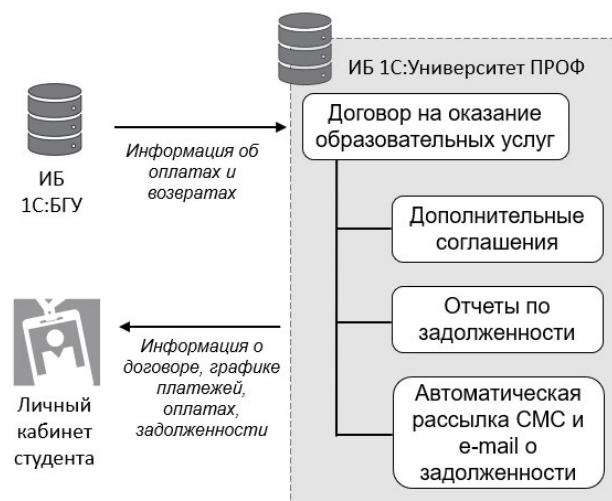 ИБ 1С:Университет ПРОФ
Договор на оказание
образовательных услуг
Информация об
оплатах и
возвратах
ИБ
1С:БГУ
Дополнительные
соглашения
Отчеты по
задолженности
Информация о
договоре, графике
платежей,
оплатах,
задолженности
Личный
кабинет
студента
Автоматическая
рассылка СМС и
e-mail о
задолженности